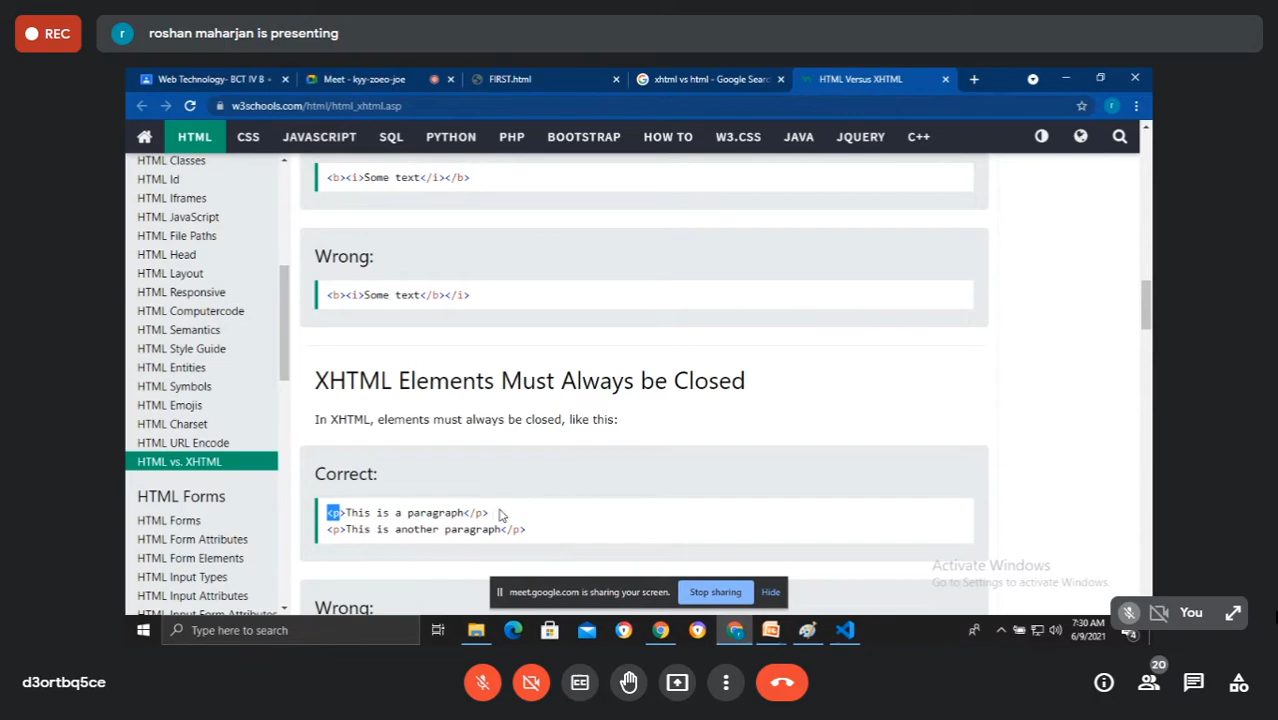 REC
r
roshan maharjan is presenting
Web Technology- BCT IV B
Meet - kyy-zoeo-joe
FIRST.html
xhtml vs html - Google Sear
HTML Versus XHTML
w3schools.com/html/html_xhtml.asp
r
HTML
CSS
JAVASCRIPT
SQL
PYTHON
PHP
BOOTSTRAP
HOW TO
W3.CSS
JAVA
JQUERY
C++
HTML Classes
HTML Id
HTML Iframes
HTML JavaScript
HTML File Paths
HTML Head
HTML Layout
HTML Responsive
HTML Computercode
HTML Semantics
HTML Style Guide
HTML Entities
HTML Symbols
HTML Emojis
HTML Charset
HTML URL Encode
HTML vs. XHTML
HTML Forms
HTML Forms
HTML Form Attributes
HTML Form Elements
HTML Input Types
HTML Input Attributes
HTML Input Form Attributes
<b><i>Some text</i></b>
Wrong:
<b><i>Some text</b></i>
XHTML Elements Must Always be Closed
In XHTML, elements must always be closed, like this:
Correct:
<p>This is a paragraph</p>
<p>This is another paragraph</p>
Wrong:
Activate Windows
Go to Settings to activate Windows.
meet.google.com is sharing your screen.
Stop sharing
Hide
You
Type here to search
7:30 AM
6/9/2021
4
d3ortbq5ce
CC
20